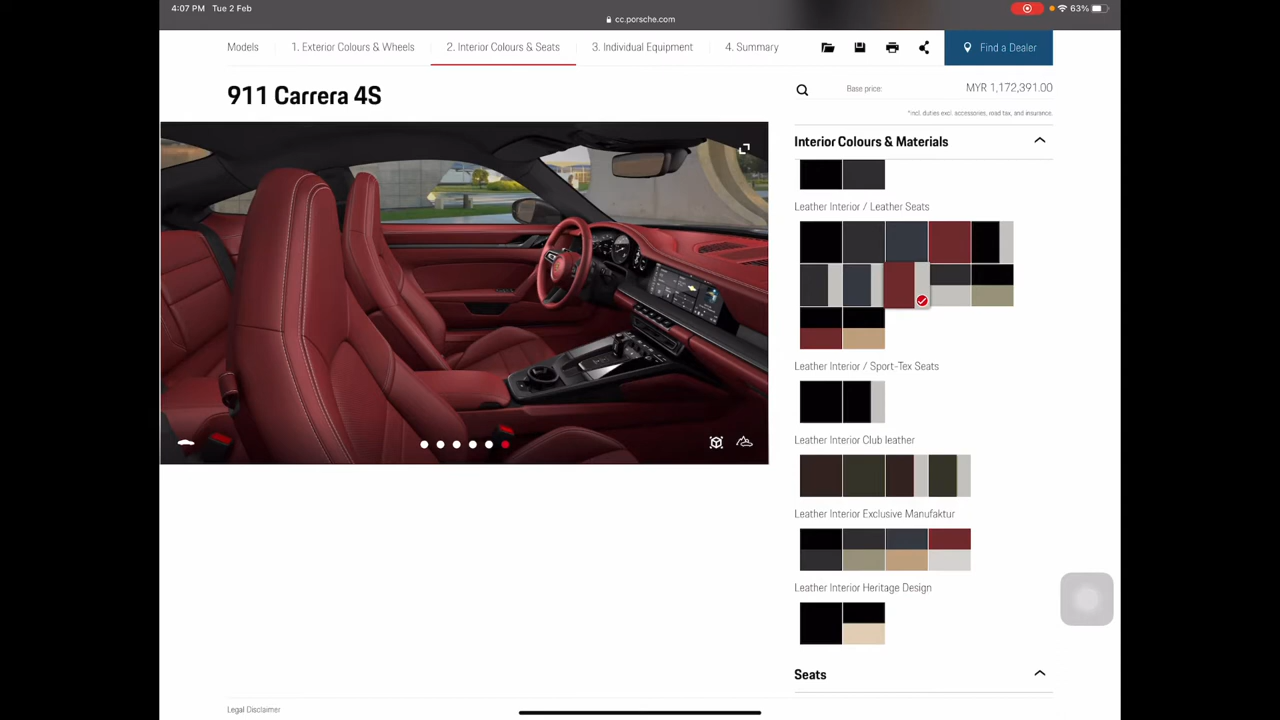 4:07 PM Tue 2 Feb
63%
cc.porsche.com
Models
1. Exterior Colours & Wheels
2. Interior Colours & Seats
3. Individual Equipment
4. Summary
Find a Dealer
911 Carrera 4S
Base price:
MYR 1,172,391.00
*incl. duties excl. accessories, road tax, and insurance.
Interior Colours & Materials
Leather Interior / Leather Seats
Leather Interior / Sport-Tex Seats
Leather Interior Club leather
Leather Interior Exclusive Manufaktur
Leather Interior Heritage Design
Seats
Legal Disclaimer